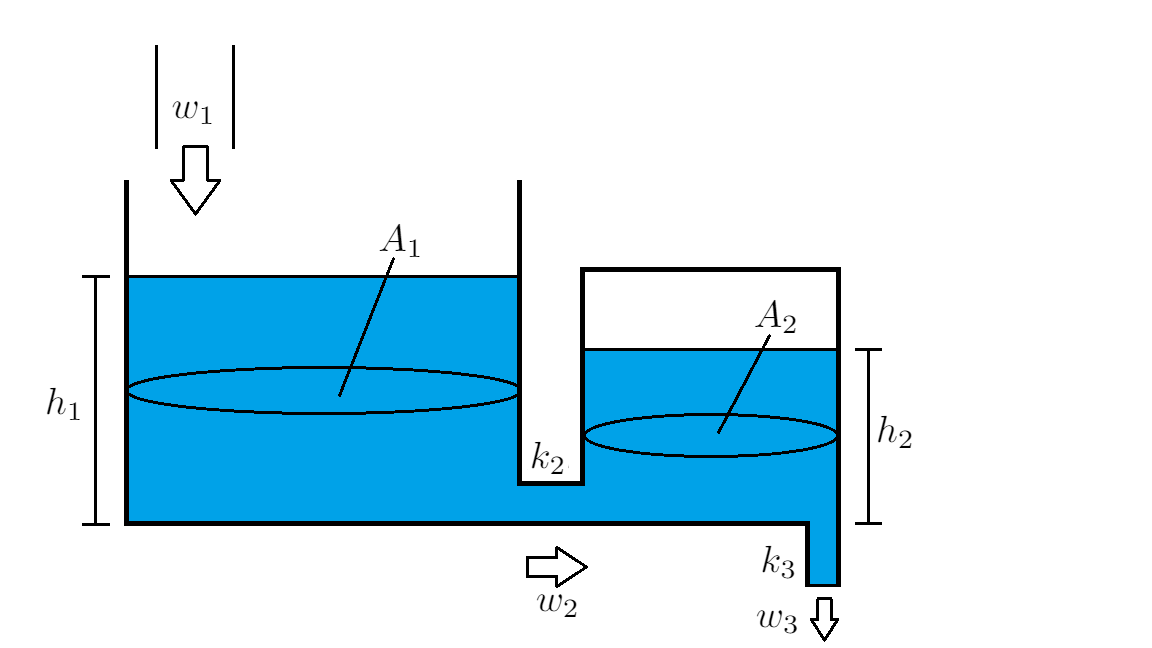 w₁
A₁
A₂
h₁
h₂
k₂
k₃
w₂
w₃